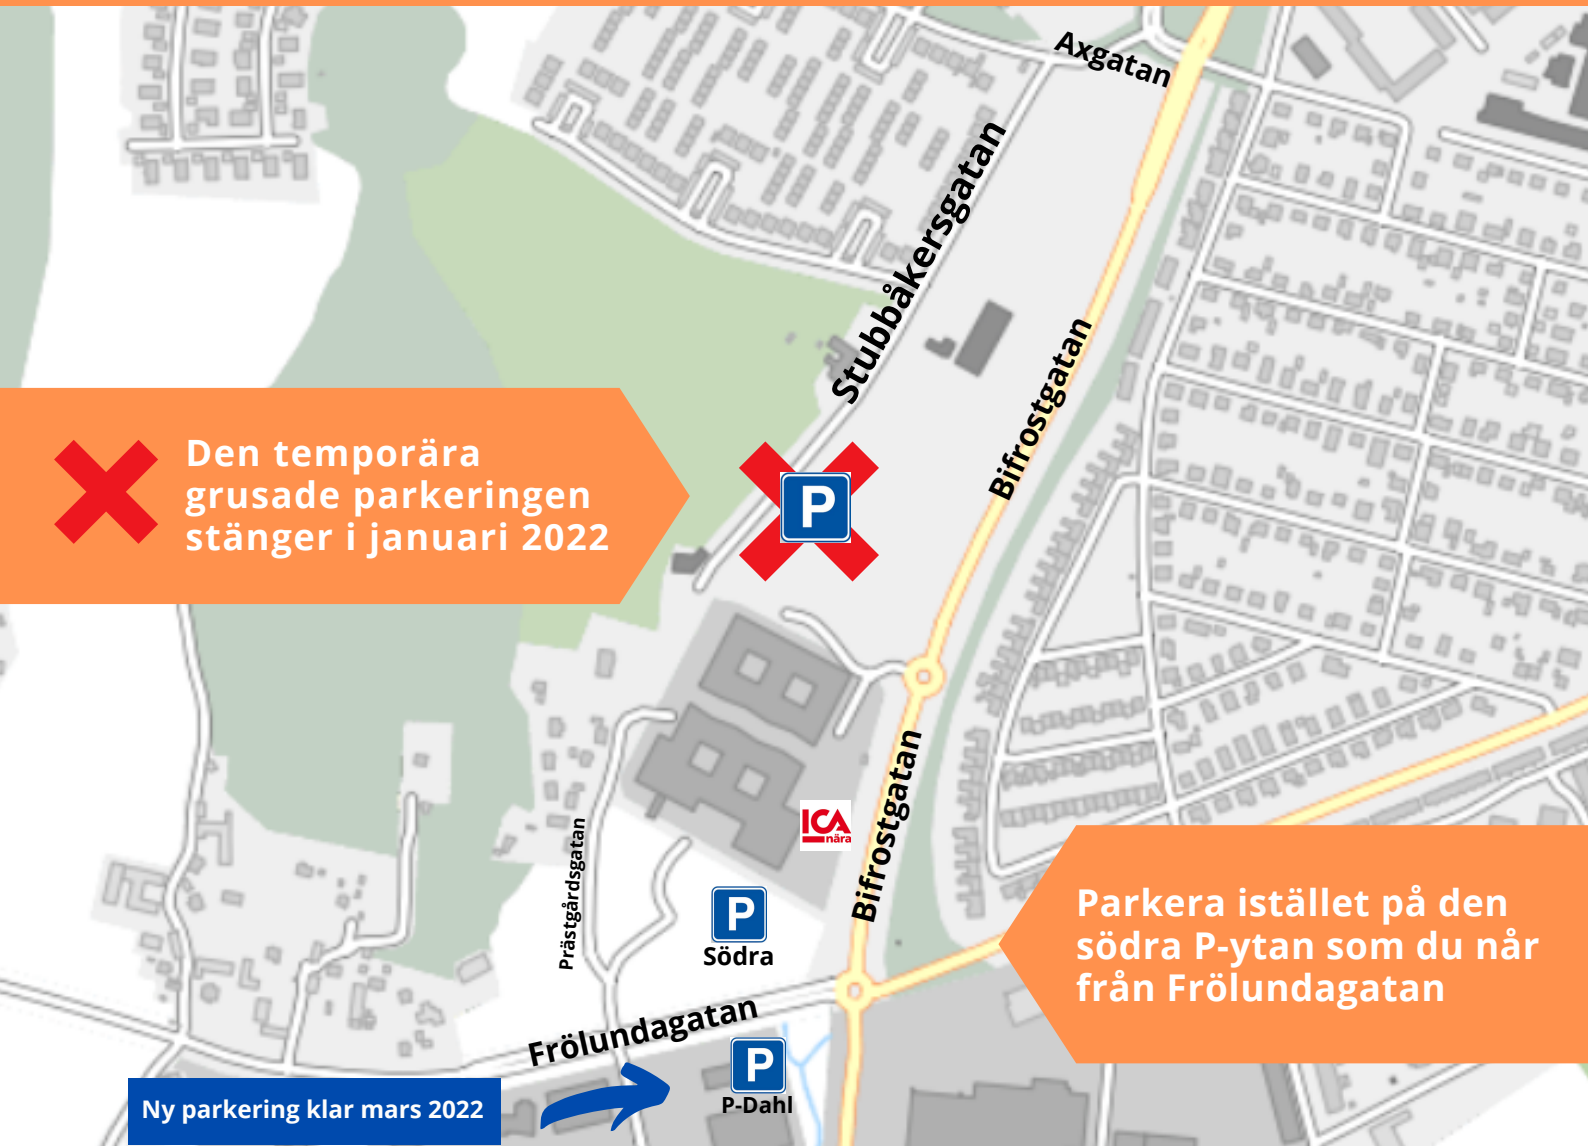 Axgatan
Stubbåkersgatan
Bifrostgatan
Den temporära
grusade parkeringen
stänger i januari 2022
P
Bifrostgatan
ICA
nära
Prästgårdsgatan
P
Södra
Parkera istället på den
södra P-ytan som du når
från Frölundagatan
Frölundagatan
P
P-Dahl
Ny parkering klar mars 2022